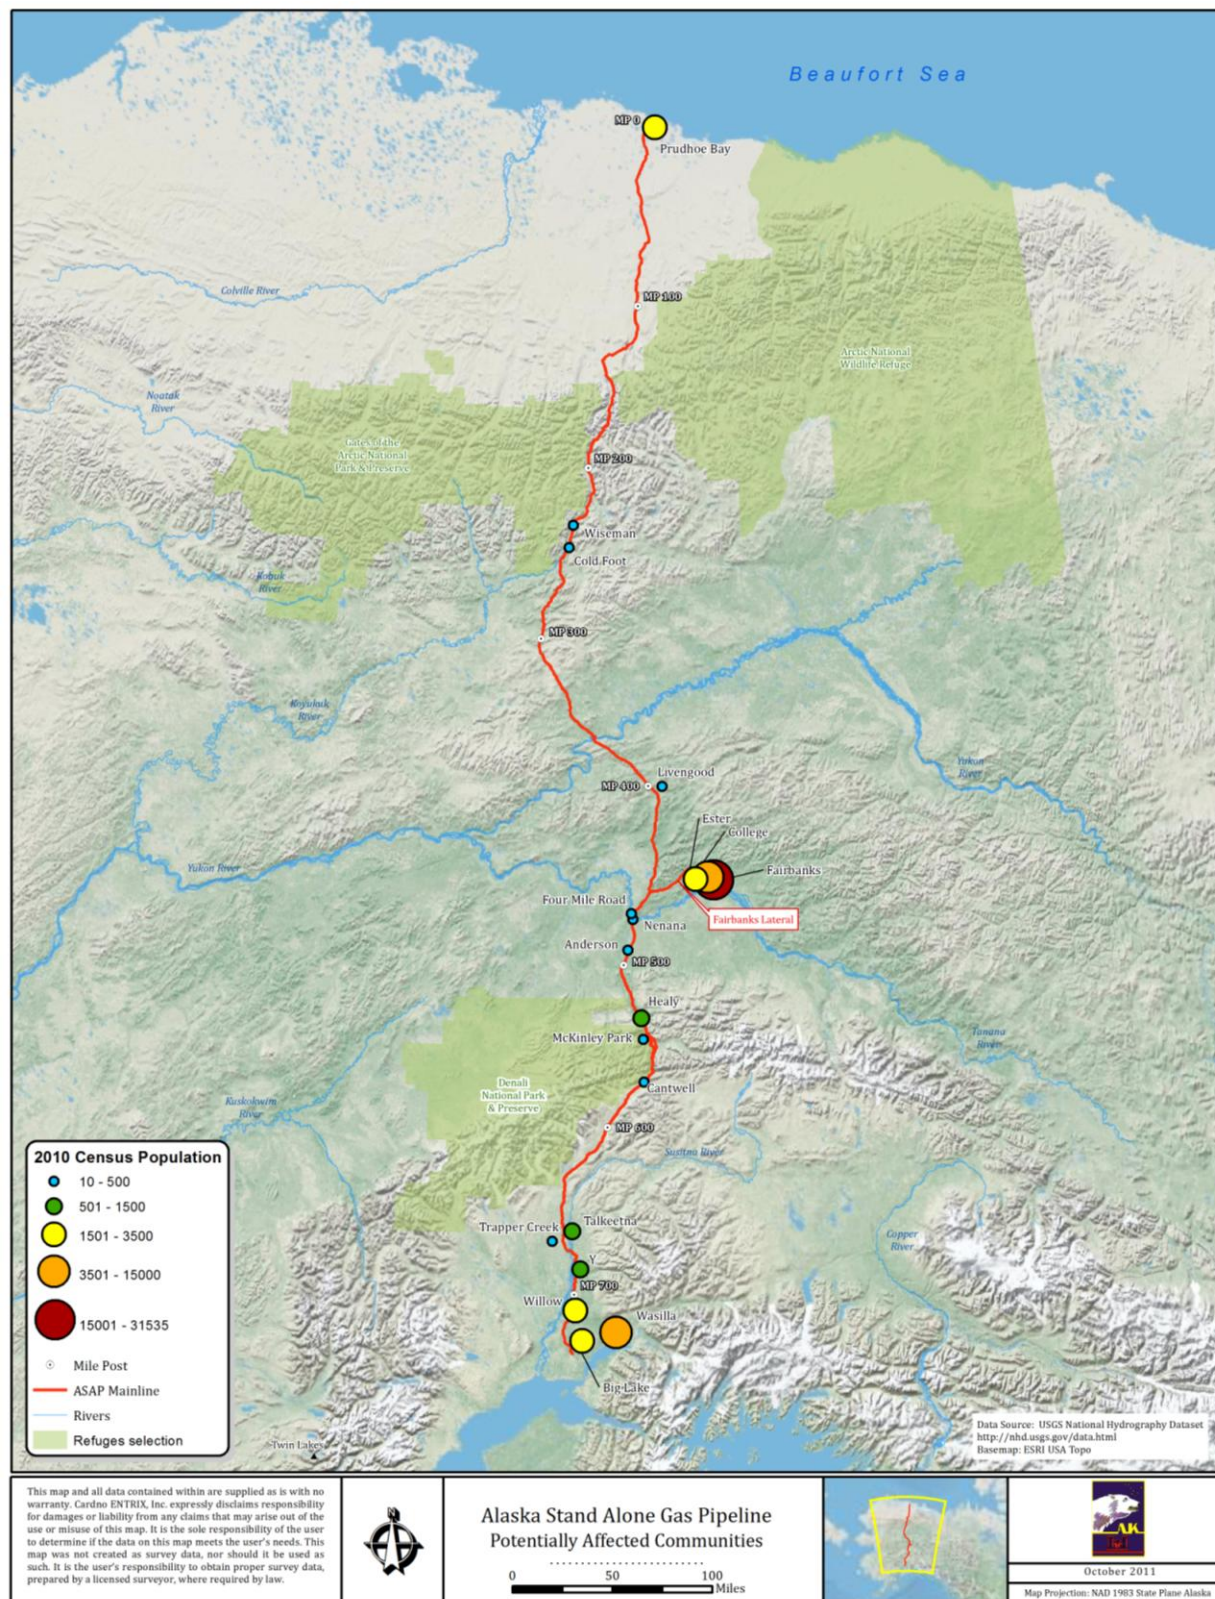 Beaufort Sea
MP 0
Prudhoe Bay
Colville River
MP 100
Arctic National
Wildlife Refuge
Noatak
River
Gates of the
Arctic National
Park & Preserve
MP 200
Wiseman
Cold Foot
Kobuk
River
MP 300
Koyukuk
River
Yukon
River
Livengood
MP 400
Ester
College
Yukon River
Fairbanks
Four Mile Road
Fairbanks Lateral
Nenana
Anderson
MP 500
Healy
Tanana
River
McKinley Park
Denali
National Park
& Preserve
Cantwell
Kuskokwim
River
MP 600
Susitna River
2010 Census Population
10 - 500
501 - 1500
1501 - 3500
3501 - 15000
15001 - 31535
Mile Post
ASAP Mainline
Rivers
Refuges selection
Trapper Creek
Talkeetna
Copper
River
Y
MP 700
Willow
Wasilla
Big Lake
Twin Lakes
Data Source: USGS National Hydrography Dataset
http://nhd.usgs.gov/data.html
Basemap: ESRI USA Topo
This map and all data contained within are supplied as is with no
warranty. Cardno ENTRIX, Inc. expressly disclaims responsibility
for damages or liability from any claims that may arise out of the
use or misuse of this map. It is the sole responsibility of the user
to determine if the data on this map meets the user's needs. This
map was not created as survey data, nor should it be used as
such. It is the user's responsibility to obtain proper survey data,
prepared by a licensed surveyor, where required by law.
Alaska Stand Alone Gas Pipeline
Potentially Affected Communities
0 50 100
Miles
AK
October 2011
Map Projection: NAD 1983 State Plane Alaska